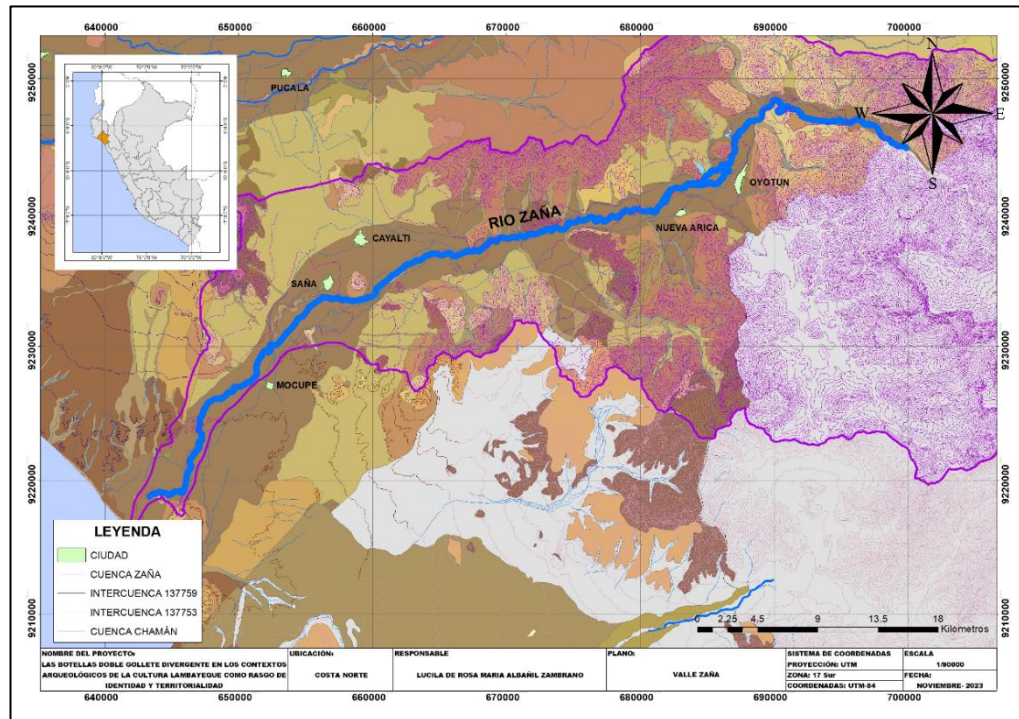 640000 650000 660000 670000 680000 690000 700000
9250000 9240000 9230000 9220000 9210000
N
W E
S
PUCALA
OYOTUN
RIO ZAÑA
NUEVA ARICA
CAYALTI
SAÑA
MOCUPE
LEYENDA
CIUDAD
CUENCA ZAÑA
INTERCUENCA 137759
INTERCUENCA 137753
CUENCA CHAMÁN
0 2.25 4.5 9 13.5 18
Kilometros
9250000 9240000 9230000 9220000 9210000
NOMBRE DEL PROYECTO:
LAS BOTELLAS DOBLE GOLLETE DIVERGENTE EN LOS CONTEXTOS
ARQUEOLÓGICOS DE LA CULTURA LAMBAYEQUE COMO RASGO DE
IDENTIDAD Y TERRITORIALIDAD
UBICACIÓN:
COSTA NORTE
RESPONSABLE
LUCILA DE ROSA MARIA ALBAÑIL ZAMBRANO
PLANO:
VALLE ZAÑA
SISTEMA DE COORDENADAS
PROYECCIÓN: UTM
ZONA: 17 Sur
COORDENADAS: UTM-84
ESCALA
1/90000
FECHA:
NOVIEMBRE- 2023
640000 650000 660000 670000 680000 690000 700000